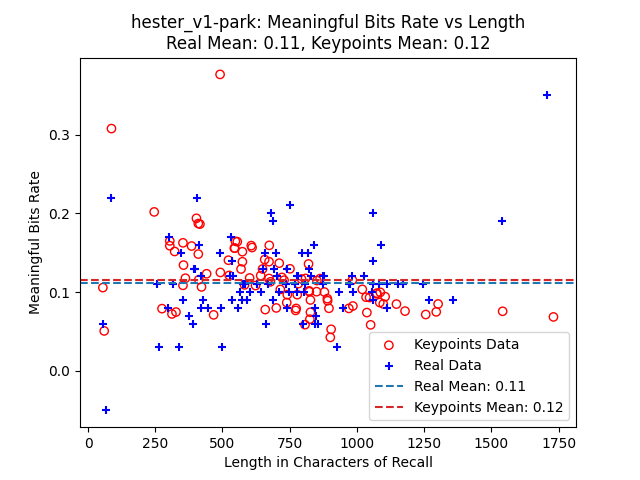 hester_v1-park: Meaningful Bits Rate vs Length
Real Mean: 0.11, Keypoints Mean: 0.12
Meaningful Bits Rate
0.3
0.2
0.1
0.0
Keypoints Data
Real Data
Real Mean: 0.11
Keypoints Mean: 0.12
0 250 500 750 1000 1250 1500 1750
Length in Characters of Recall